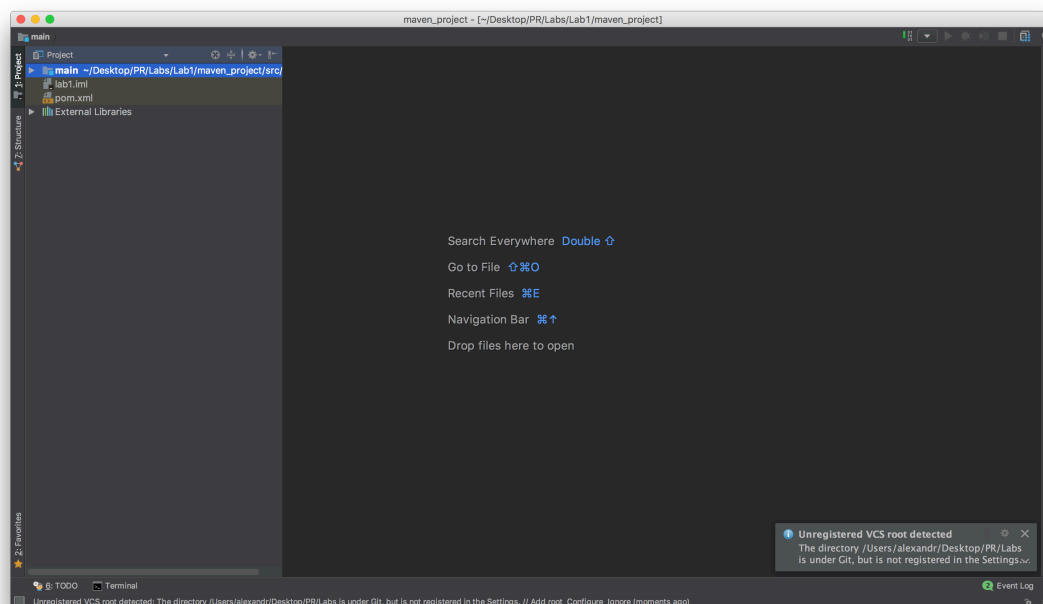 maven_project - [~/Desktop/PR/Labs/Lab1/maven_project]
main
Project
1: Project
main ~/Desktop/PR/Labs/Lab1/maven_project/src/
lab1.iml
pom.xml
External Libraries
7: Structure
Search Everywhere Double ⇧
Go to File ⇧⌘O
Recent Files ⌘E
Navigation Bar ⌘↑
Drop files here to open
2: Favorites
Unregistered VCS root detected
The directory /Users/alexandr/Desktop/PR/Labs
is under Git, but is not registered in the Settings.
6: TODO
Terminal
2 Event Log
Unregistered VCS root detected: The directory /Users/alexandr/Desktop/PR/Labs is under Git, but is not registered in the Settings. // Add root Configure Ignore (moments ago)